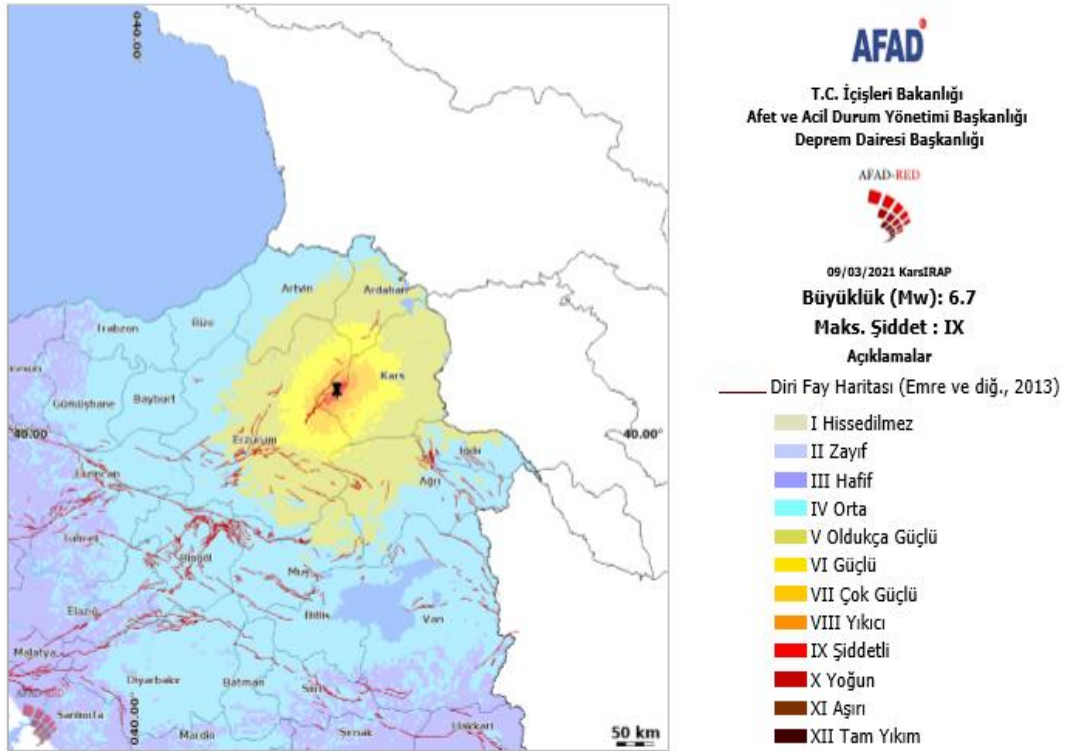 040.00°
Artvin
Ardahan
Trabzon
Rize
Kars
Gümüşhane
Bayburt
40.00
Erzurum
40.00°
Iğdır
Ağrı
Erzincan
Tunceli
Bingöl
Muş
Elazığ
Bitlis
Van
Malatya
Diyarbakır
Batman
Siirt
AFAD-RED
Şanlıurfa
040.00°
Mardin
Şırnak
Hakkari
50 km
AFAD
T.C. İçişleri Bakanlığı
Afet ve Acil Durum Yönetimi Başkanlığı
Deprem Dairesi Başkanlığı
AFAD-RED
09/03/2021 KarsIRAP
Büyüklük (Mw): 6.7
Maks. Şiddet : IX
Açıklamalar
Diri Fay Haritası (Emre ve diğ., 2013)
I Hissedilmez
II Zayıf
III Hafif
IV Orta
V Oldukça Güçlü
VI Güçlü
VII Çok Güçlü
VIII Yıkıcı
IX Şiddetli
X Yoğun
XI Aşırı
XII Tam Yıkım